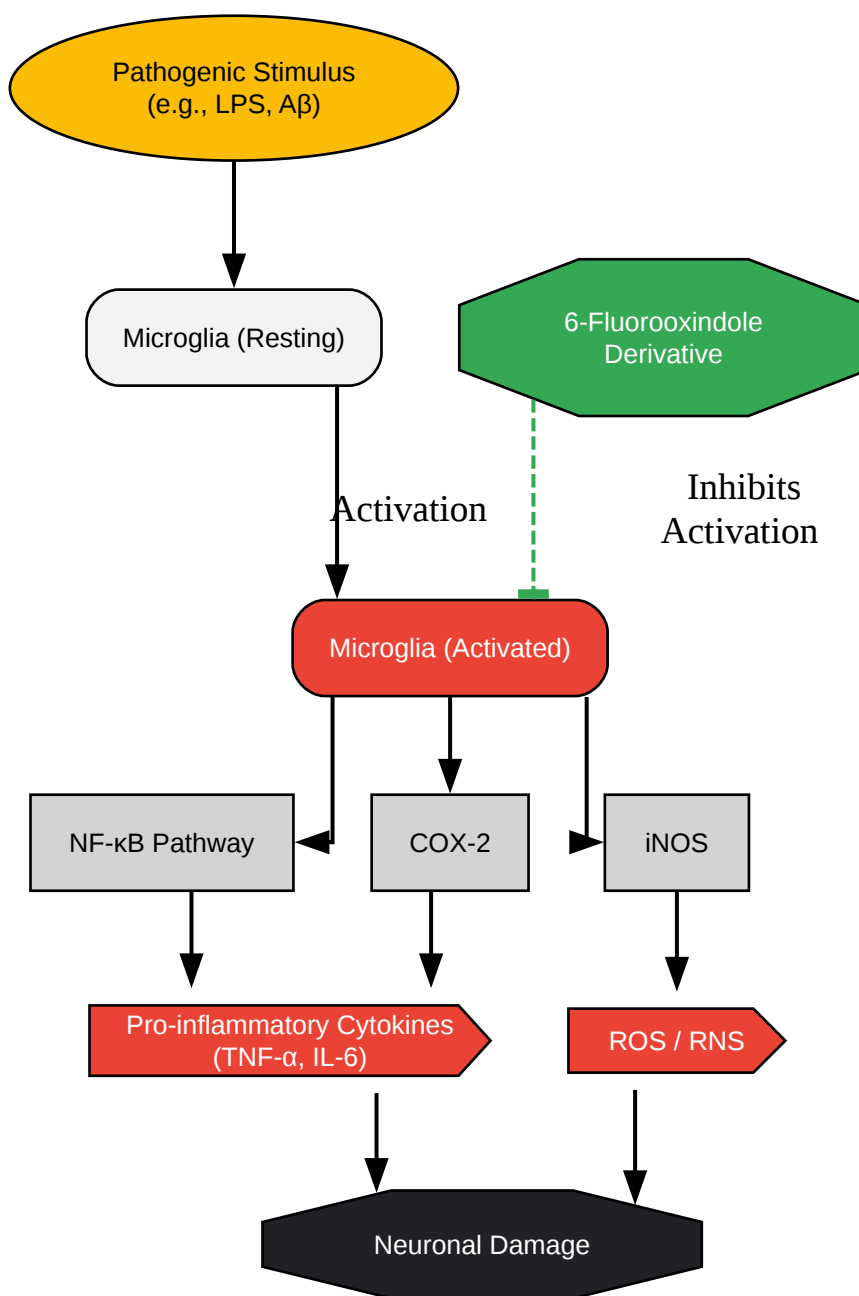 Pathogenic Stimulus
(e.g., LPS, Aβ)
Microglia (Resting)
6-Fluorooxindole
Derivative
Activation
Inhibits
Activation
Microglia (Activated)
NF-κB Pathway
COX-2
iNOS
Pro-inflammatory Cytokines
(TNF-α, IL-6)
ROS / RNS
Neuronal Damage